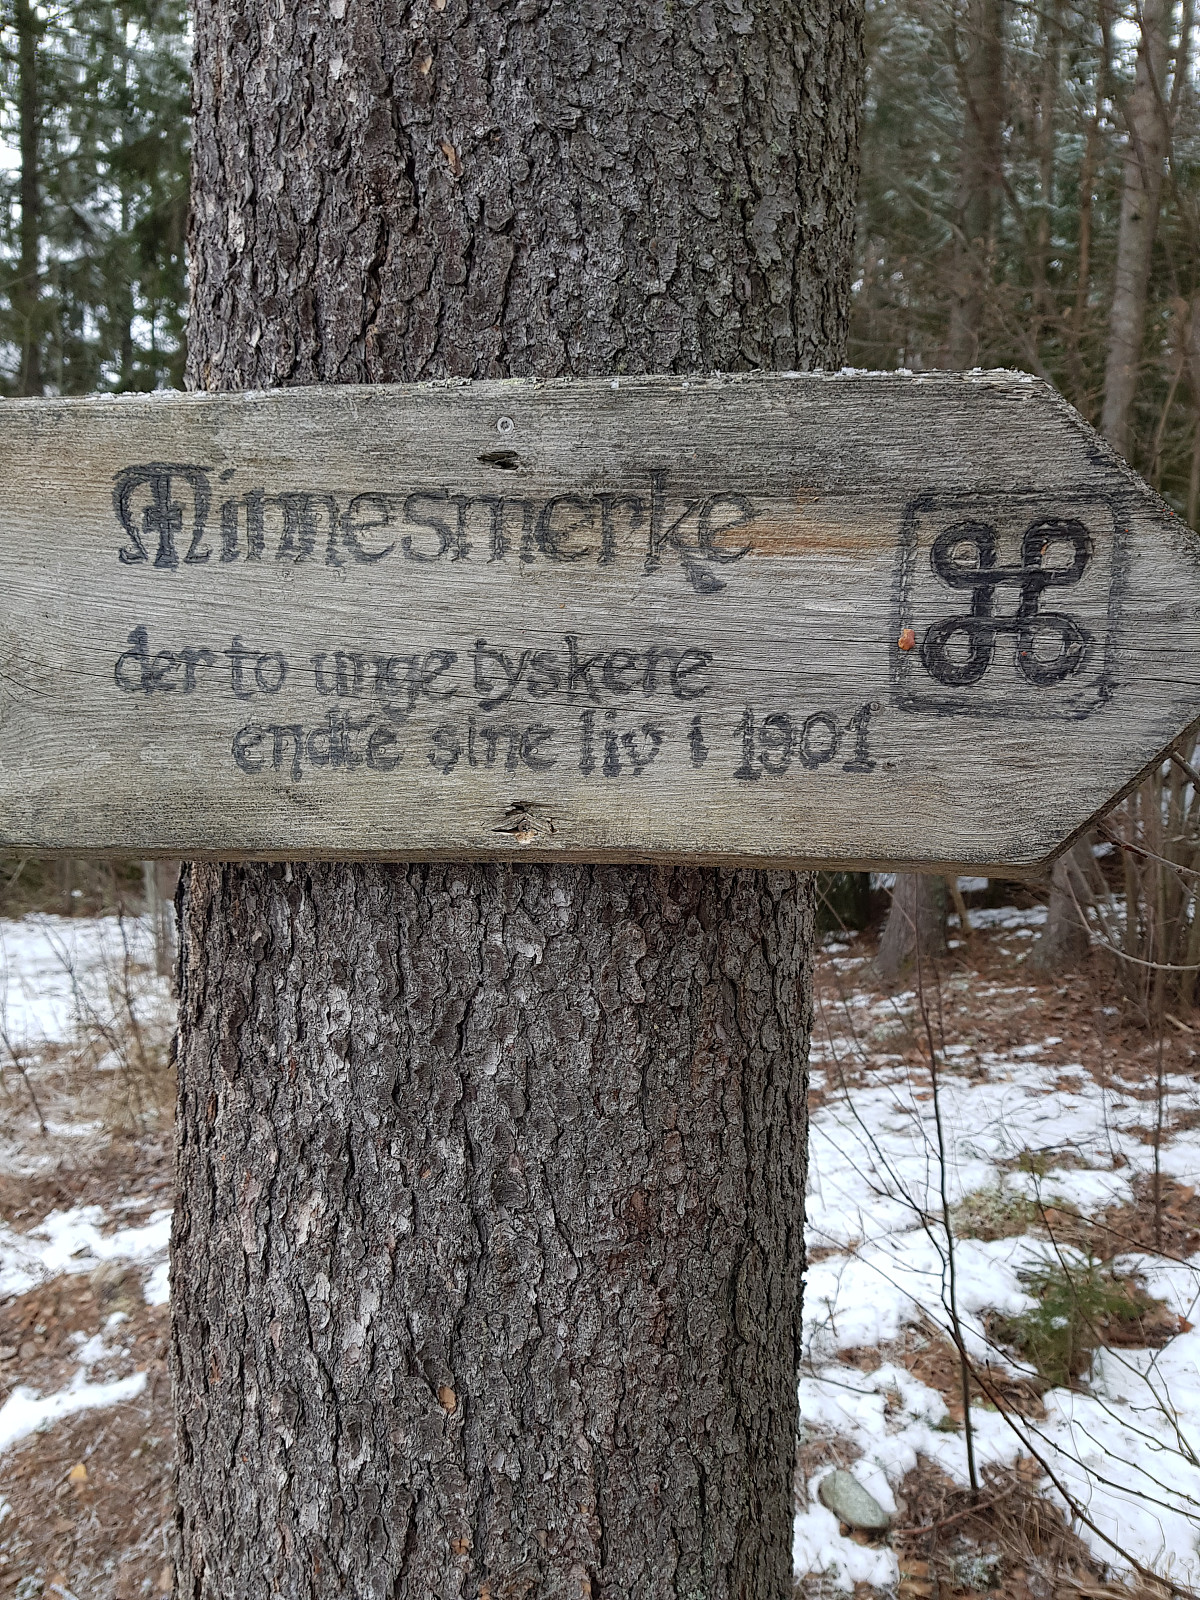 Minnesmerke
der to unge tyskere
endte sine liv i 1901.